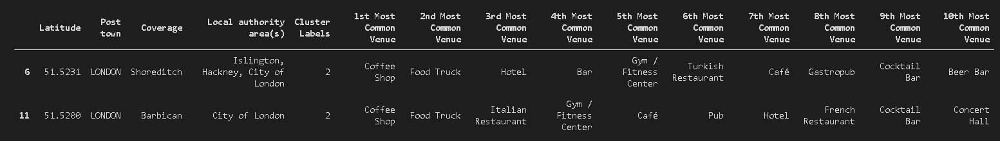 Latitude Post town Coverage Local authority area(s) Cluster Labels 1st Most Common Venue 2nd Most Common Venue 3rd Most Common Venue 4th Most Common Venue 5th Most Common Venue 6th Most Common Venue 7th Most Common Venue 8th Most Common Venue 9th Most Common Venue 10th Most Common Venue
6 51.5231 LONDON Shoreditch Islington, Hackney, City of London 2 Coffee Shop Food Truck Hotel Bar Gym / Fitness Center Turkish Restaurant Café Gastropub Cocktail Bar Beer Bar
11 51.5200 LONDON Barbican City of London 2 Coffee Shop Food Truck Italian Restaurant Gym / Fitness Center Café Pub Hotel French Restaurant Cocktail Bar Concert Hall